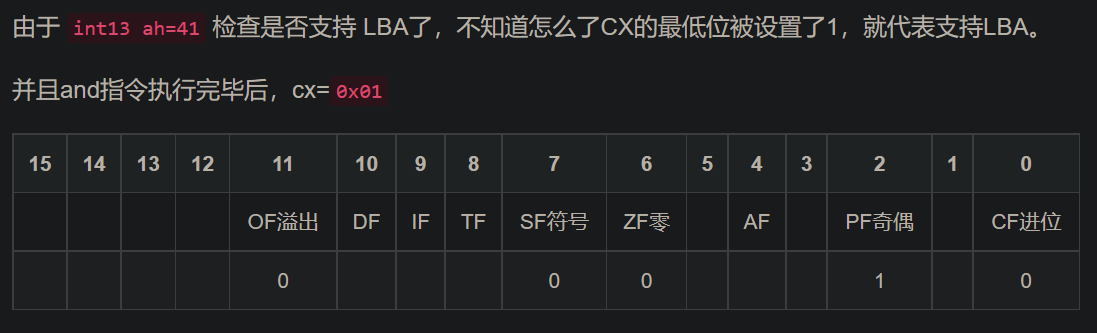 由于 int13 ah=41 检查是否支持 LBA了，不知道怎么了CX的最低位被设置了1，就代表支持LBA。
并且and指令执行完毕后，cx= 0x01
15 14 13 12 11 10 9 8 7 6 5 4 3 2 1 0
OF溢出 DF IF TF SF符号 ZF零 AF PF奇偶 CF进位
0 0 0 1 0